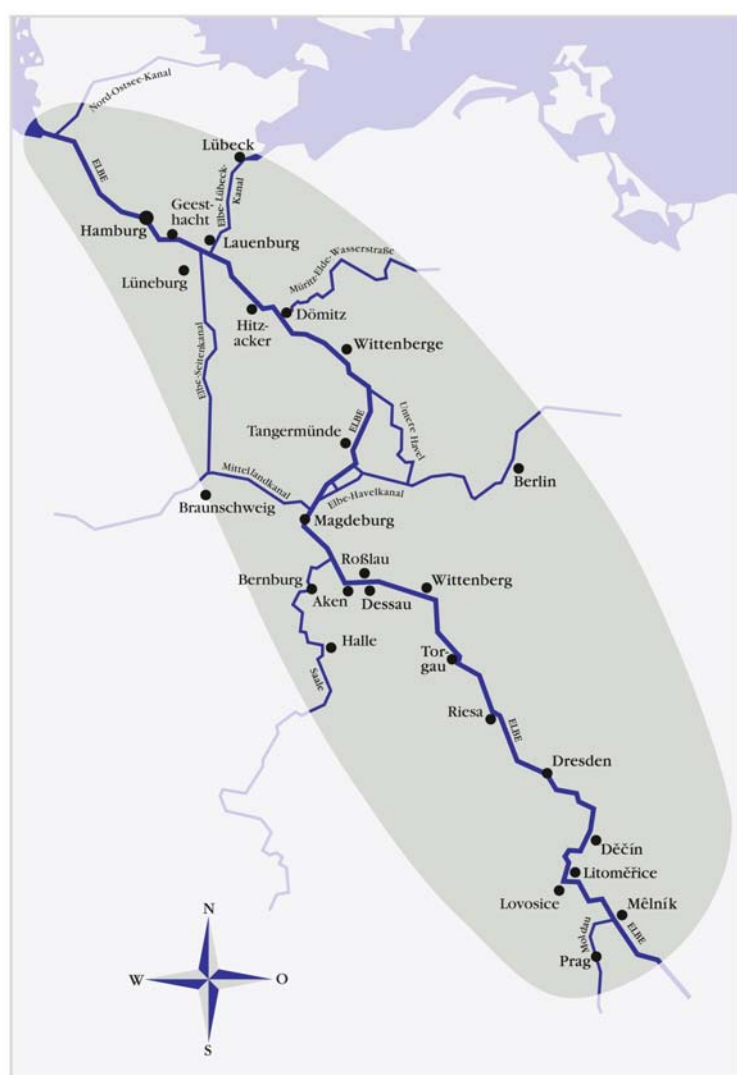 Nord-Ostsee-Kanal
ELBE
Lübeck
Elbe-Lübeck-
Kanal
Geest-
hacht
Hamburg
Lauenburg
Lüneburg
Müritz-Elde-Wasserstraße
Dömitz
Hitz-
acker
Wittenberge
Elbe-Seitenkanal
Untere Havel
ELBE
Tangermünde
Mittellandkanal
Berlin
Elbe-Havelkanal
Braunschweig
Magdeburg
Roßlau
Bernburg
Wittenberg
Aken
Dessau
Halle
Tor-
gau
Saale
Riesa
ELBE
Dresden
Děčín
Litoměřice
Lovosice
Mělník
Moldau
ELBE
Prag
N
W
O
S